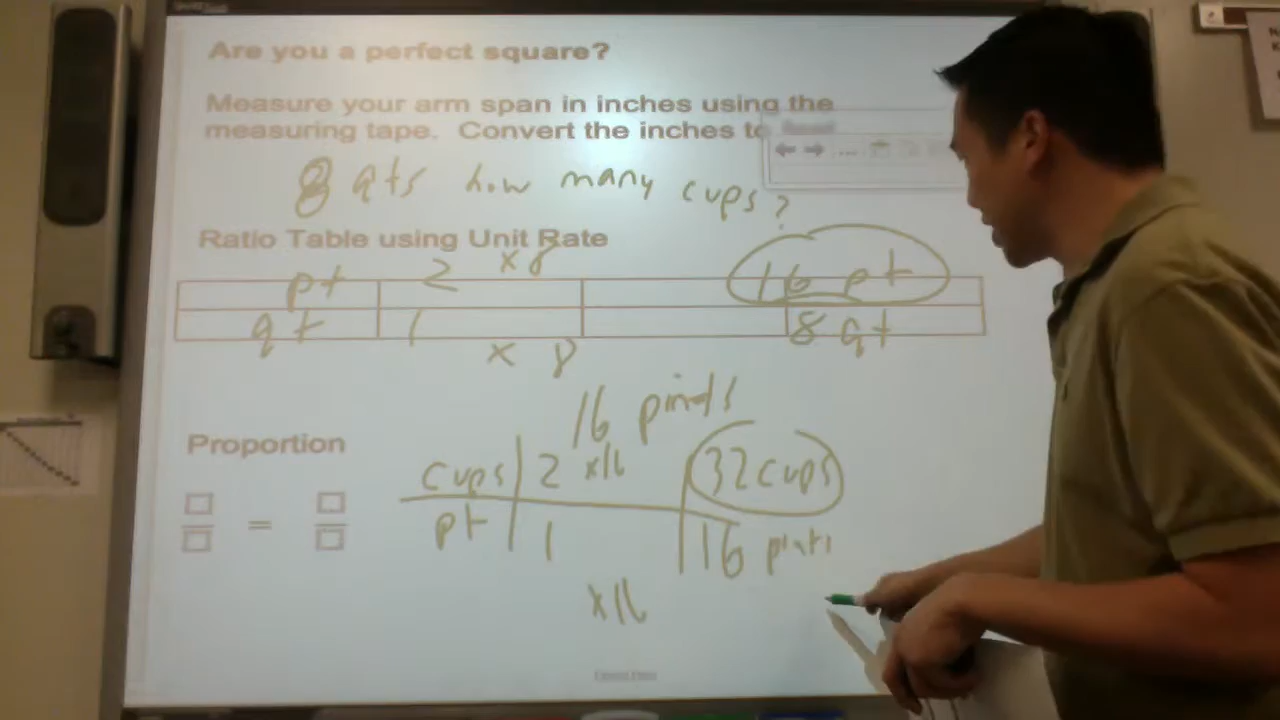 Are you a perfect square?
Measure your arm span in inches using the
measuring tape. Convert the inches to
8 qts how many cups?
Ratio Table using Unit Rate
pt 2 x8 16 pt
qt 1 x 8 8 qt
16 pints
Proportion
cups 2 x16 32 cups
=
pt 1 16 pints
x16